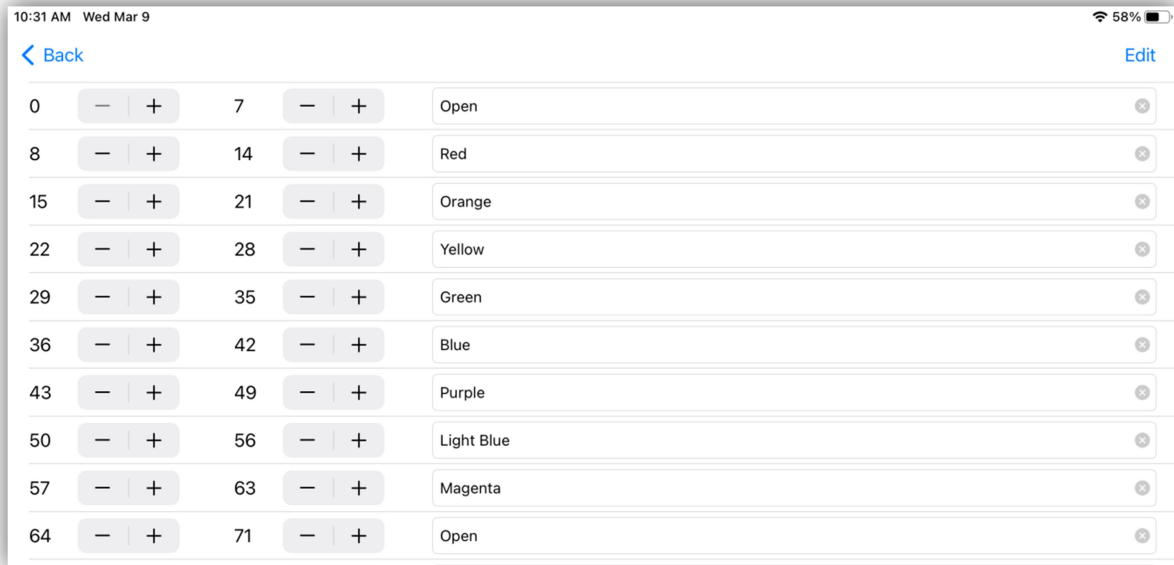 10:31 AM Wed Mar 9 58%
Back Edit
0 − + 7 − + Open
8 − + 14 − + Red
15 − + 21 − + Orange
22 − + 28 − + Yellow
29 − + 35 − + Green
36 − + 42 − + Blue
43 − + 49 − + Purple
50 − + 56 − + Light Blue
57 − + 63 − + Magenta
64 − + 71 − + Open